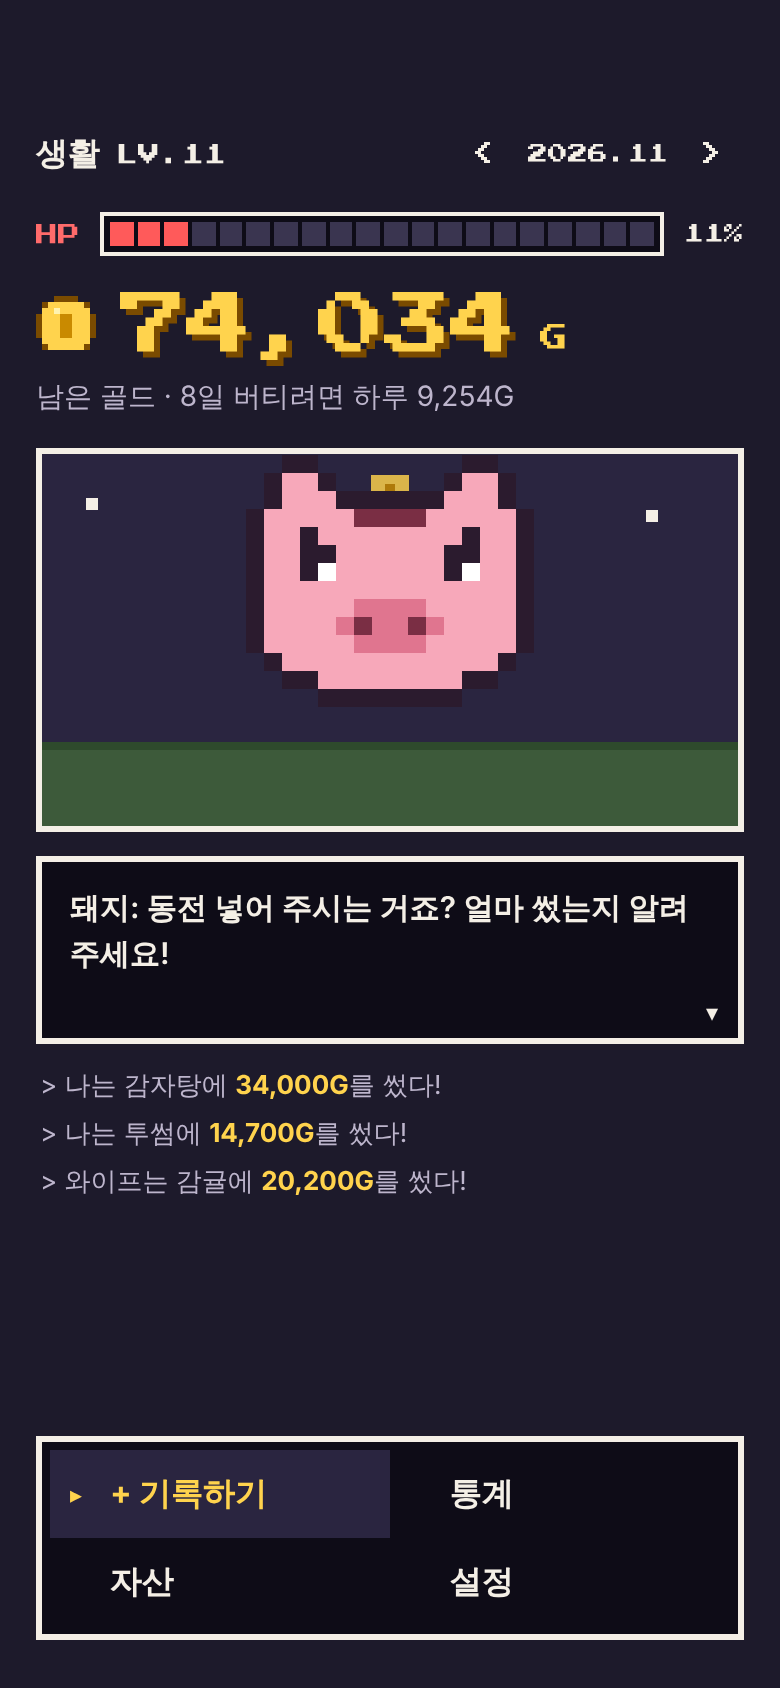 생활 LV.11
< 2026.11 >
HP 11%
74,034 G
남은 골드 · 8일 버티려면 하루 9,254G
돼지: 동전 넣어 주시는 거죠? 얼마 썼는지 알려
주세요!
▼
> 나는 감자탕에 34,000G를 썼다!
> 나는 투썸에 14,700G를 썼다!
> 와이프는 감귤에 20,200G를 썼다!
▸ + 기록하기 통계
자산 설정